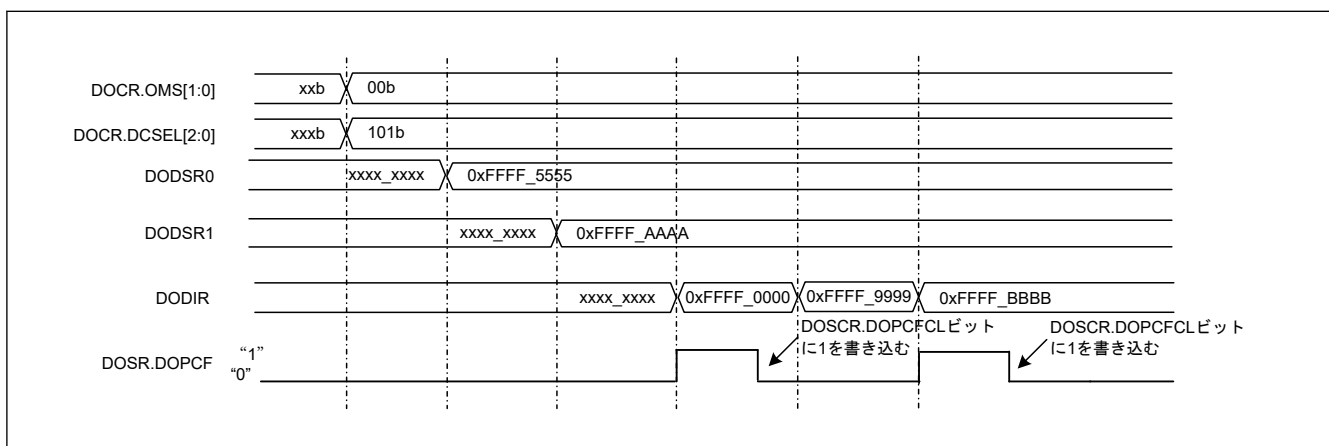 DOCR.OMS[1:0] xxb 00b
DOCR.DCSEL[2:0] xxxb 101b
DODSR0 xxxx_xxxx 0xFFFF_5555
DODSR1 xxxx_xxxx 0xFFFF_AAAA
DODIR xxxx_xxxx 0xFFFF_0000 0xFFFF_9999 0xFFFF_BBBB
DOSCR.DOPCFCLビット
に1を書き込む
DOSCR.DOPCFCLビット
に1を書き込む
DOSR.DOPCF “1”
“0”